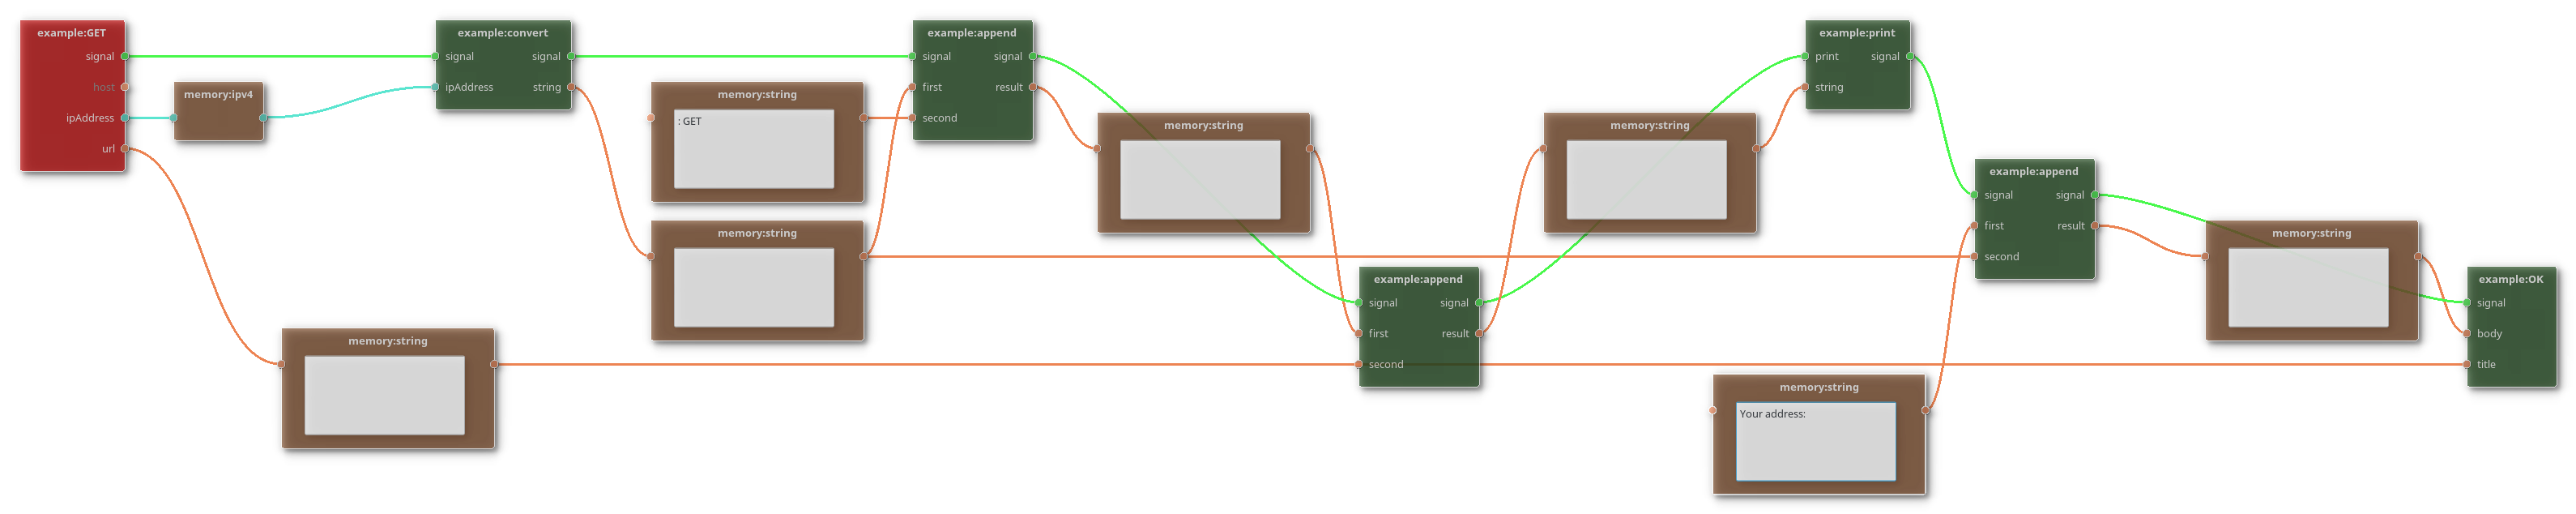 example:GET
signal
host
ipAddress
url
memory:ipv4
memory:string
example:convert
signal signal
ipAddress string
memory:string
: GET
memory:string
example:append
signal signal
first result
second
memory:string
example:append
signal signal
first result
second
memory:string
example:print
print signal
string
memory:string
Your address:
example:append
signal signal
first result
second
memory:string
example:OK
signal
body
title